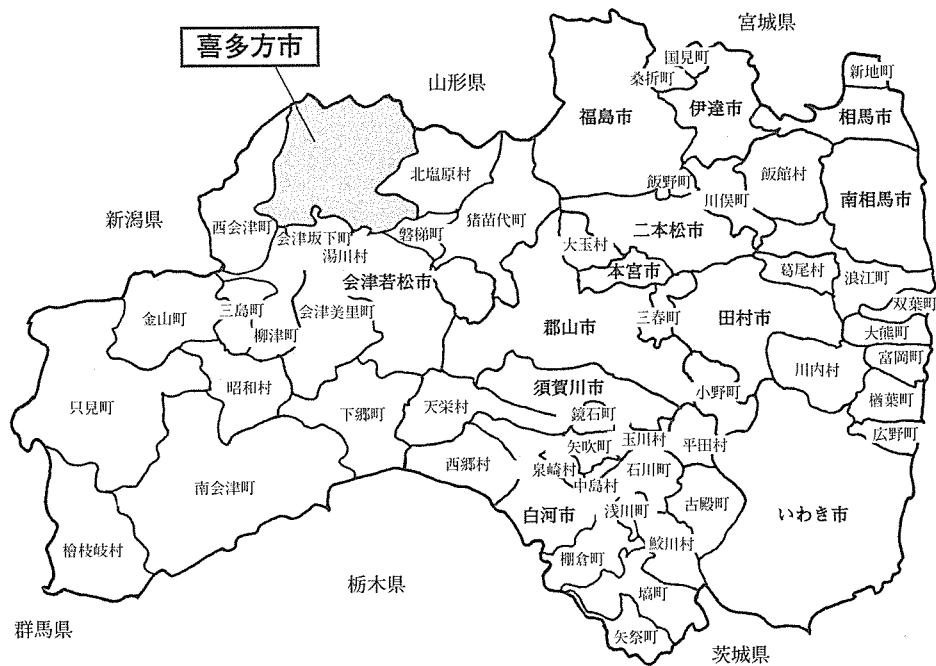 宮城県
喜多方市
国見町
山形県
桑折町
新地町
伊達市
福島市
相馬市
北塩原村
飯野町
飯館村
川俣町
南相馬市
新潟県
西会津町
会津坂下町
磐梯町
猪苗代町
二本松市
湯川村
大玉村
本宮市
葛尾村
浪江町
会津若松市
双葉町
三島町
会津美里町
金山町
柳津町
郡山市
三春町
田村市
大熊町
富岡町
川内村
昭和村
須賀川市
小野町
楢葉町
只見町
下郷町
天栄村
鏡石町
広野町
矢吹町
玉川村
平田村
西郷村
泉崎村
石川町
中島村
南会津町
古殿町
白河市
浅川町
いわき市
鮫川村
檜枝岐村
棚倉町
栃木県
塙町
群馬県
矢祭町
茨城県